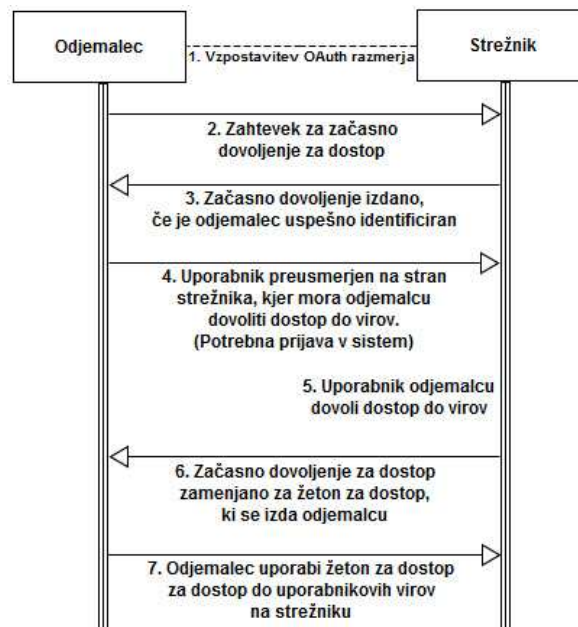 Odjemalec
Strežnik
1. Vzpostavitev OAuth razmerja
2. Zahtevek za začasno
dovoljenje za dostop
3. Začasno dovoljenje izdano,
če je odjemalec uspešno identificiran
4. Uporabnik preusmerjen na stran
strežnika, kjer mora odjemalcu
dovoliti dostop do virov.
(Potrebna prijava v sistem)
5. Uporabnik odjemalcu
dovoli dostop do virov
6. Začasno dovoljenje za dostop
zamenjano za žeton za dostop,
ki se izda odjemalcu
7. Odjemalec uporabi žeton za dostop
za dostop do uporabnikovih virov
na strežniku